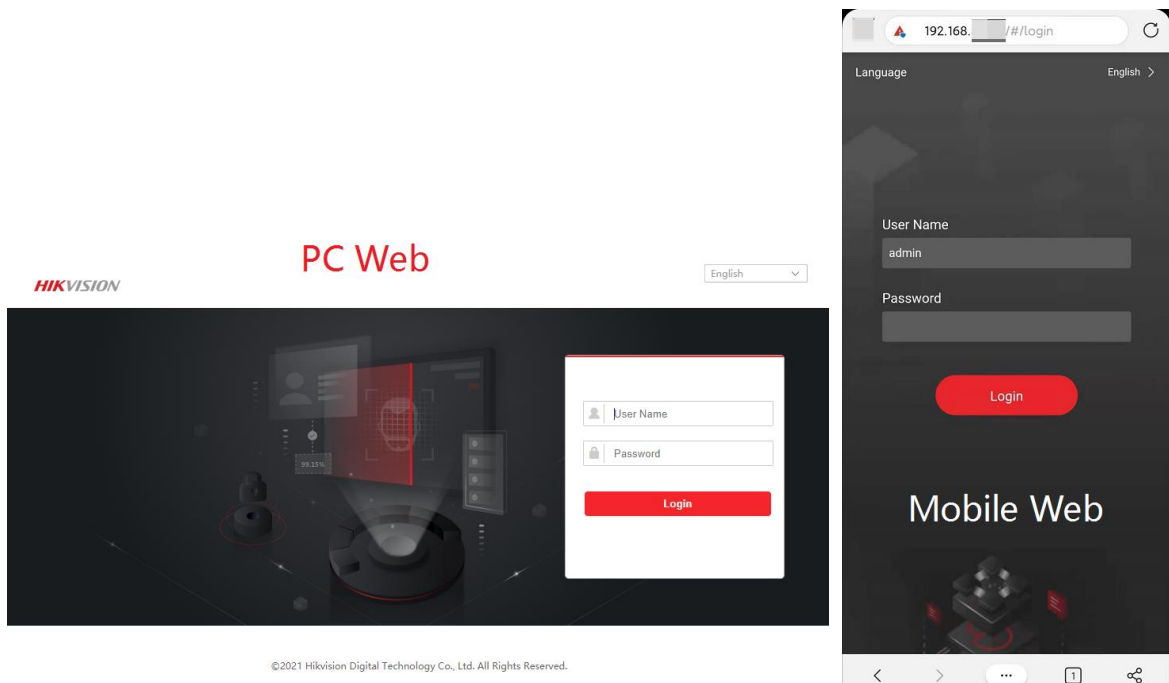 PC Web
HIKVISION
English
User Name
Password
Login
99.15%
©2021 Hikvision Digital Technology Co., Ltd. All Rights Reserved.
192.168. /#/login
Language
English
User Name
admin
Password
Login
Mobile Web
1